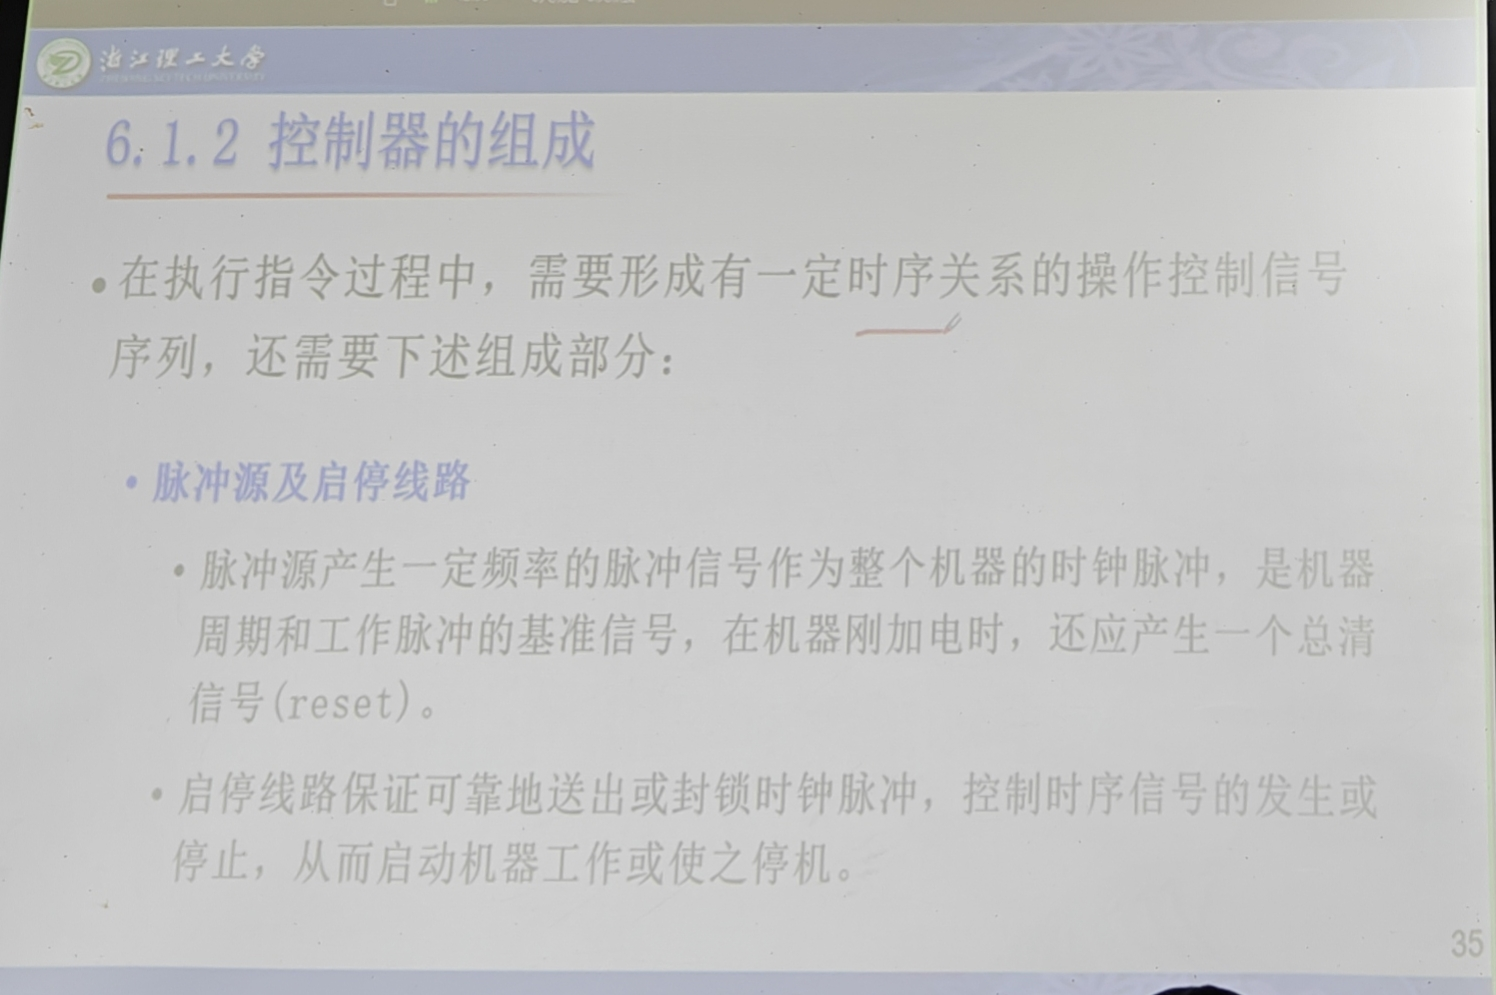 浙江理工大学
6.1.2 控制器的组成
•在执行指令过程中，需要形成有一定时序关系的操作控制信号
序列，还需要下述组成部分：
•脉冲源及启停线路
•脉冲源产生一定频率的脉冲信号作为整个机器的时钟脉冲，是机器
周期和工作脉冲的基准信号，在机器刚加电时，还应产生一个总清
信号(reset)。
•启停线路保证可靠地送出或封锁时钟脉冲，控制时序信号的发生或
停止，从而启动机器工作或使之停机。
35